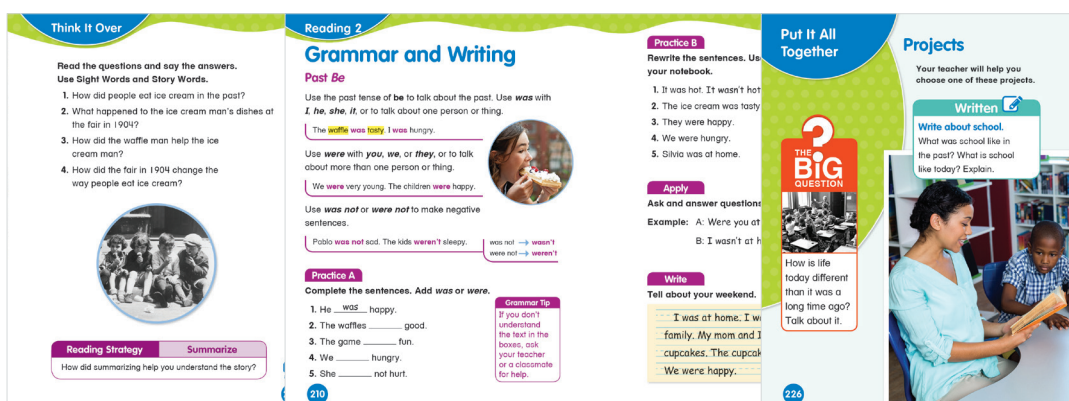 Think It Over
Read the questions and say the answers.
Use Sight Words and Story Words.
1. How did people eat ice cream in the past?
2. What happened to the ice cream man's dishes at
the fair in 1904?
3. How did the waffle man help the ice
cream man?
4. How did the fair in 1904 change the
way people eat ice cream?
Reading Strategy
Summarize
How did summarizing help you understand the story?
Reading 2
Grammar and Writing
Past Be
Use the past tense of be to talk about the past. Use was with
I, he, she, it, or to talk about one person or thing.
The waffle was tasty. I was hungry.
Use were with you, we, or they, or to talk
about more than one person or thing.
We were very young. The children were happy.
Use was not or were not to make negative
sentences.
Pablo was not sad. The kids weren't sleepy.
was not → wasn't
were not → weren't
Practice A
Complete the sentences. Add was or were.
1. He was happy.
2. The waffles ______ good.
3. The game ______ fun.
4. We ______ hungry.
5. She ______ not hurt.
Grammar Tip
If you don't
understand
the text in the
boxes, ask
your teacher
or a classmate
for help.
210
Practice B
Rewrite the sentences. Us
your notebook.
1. It was hot. It wasn't hot
2. The ice cream was tasty
3. They were happy.
4. We were hungry.
5. Silvia was at home.
Apply
Ask and answer questions
Example: A: Were you at
B: I wasn't at h
Write
Tell about your weekend.
I was at home. I w
family. My mom and I
cupcakes. The cupcak
We were happy.
Put It All
Together
THE
BIG
QUESTION
How is life
today different
than it was a
long time ago?
Talk about it.
226
Projects
Your teacher will help you
choose one of these projects.
Written
Write about school.
What was school like in
the past? What is school
like today? Explain.